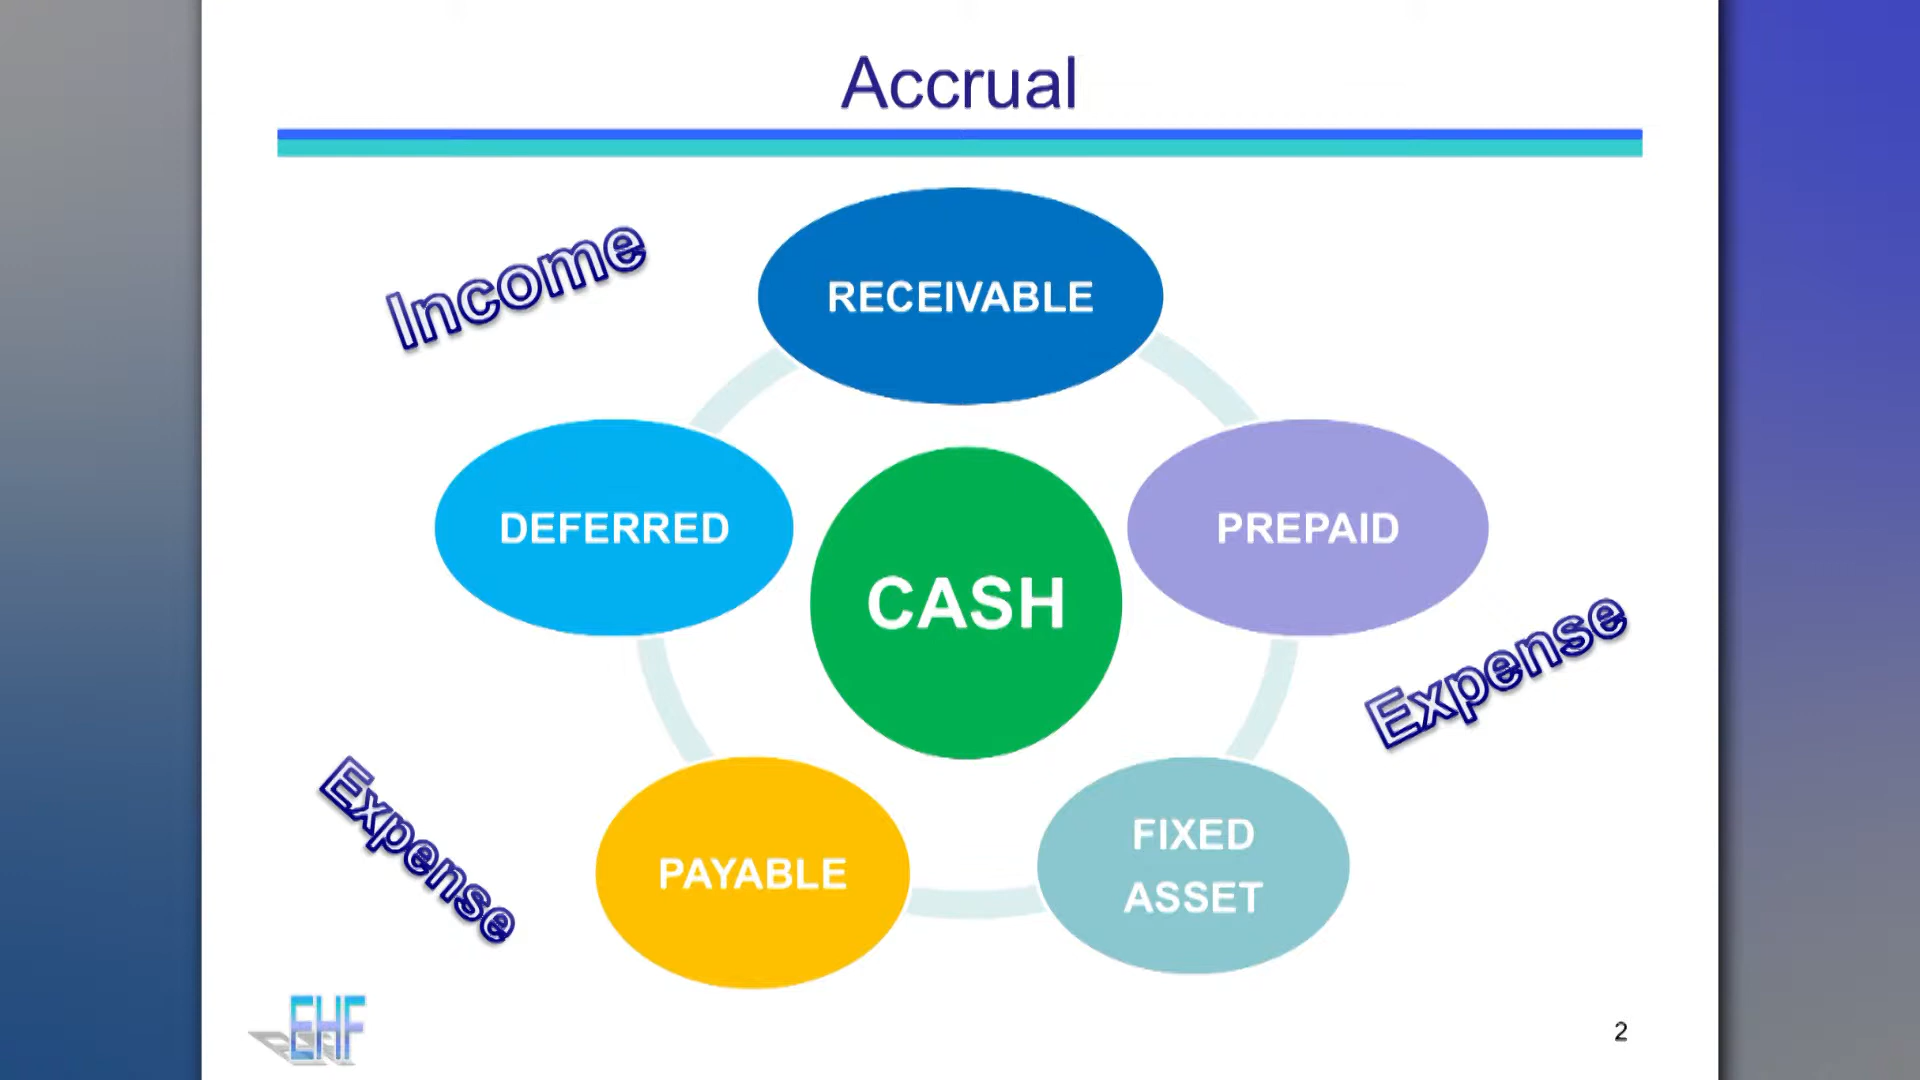 Accrual
Income
RECEIVABLE
DEFERRED
CASH
PREPAID
Expense
Expense
PAYABLE
FIXED
ASSET
EHF
2